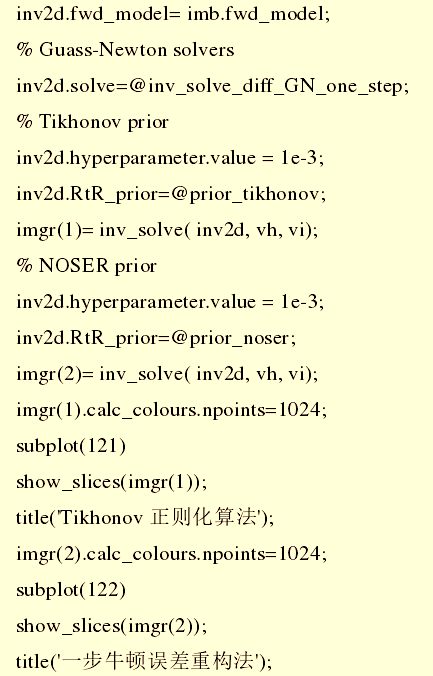 inv2d.fwd_model= imb.fwd_model;
% Guass-Newton solvers
inv2d.solve=@inv_solve_diff_GN_one_step;
% Tikhonov prior
inv2d.hyperparameter.value = 1e-3;
inv2d.RtR_prior=@prior_tikhonov;
imgr(1)= inv_solve( inv2d, vh, vi);
% NOSER prior
inv2d.hyperparameter.value = 1e-3;
inv2d.RtR_prior=@prior_noser;
imgr(2)= inv_solve( inv2d, vh, vi);
imgr(1).calc_colours.npoints=1024;
subplot(121)
show_slices(imgr(1));
title('Tikhonov 正则化算法');
imgr(2).calc_colours.npoints=1024;
subplot(122)
show_slices(imgr(2));
title('一步牛顿误差重构法');